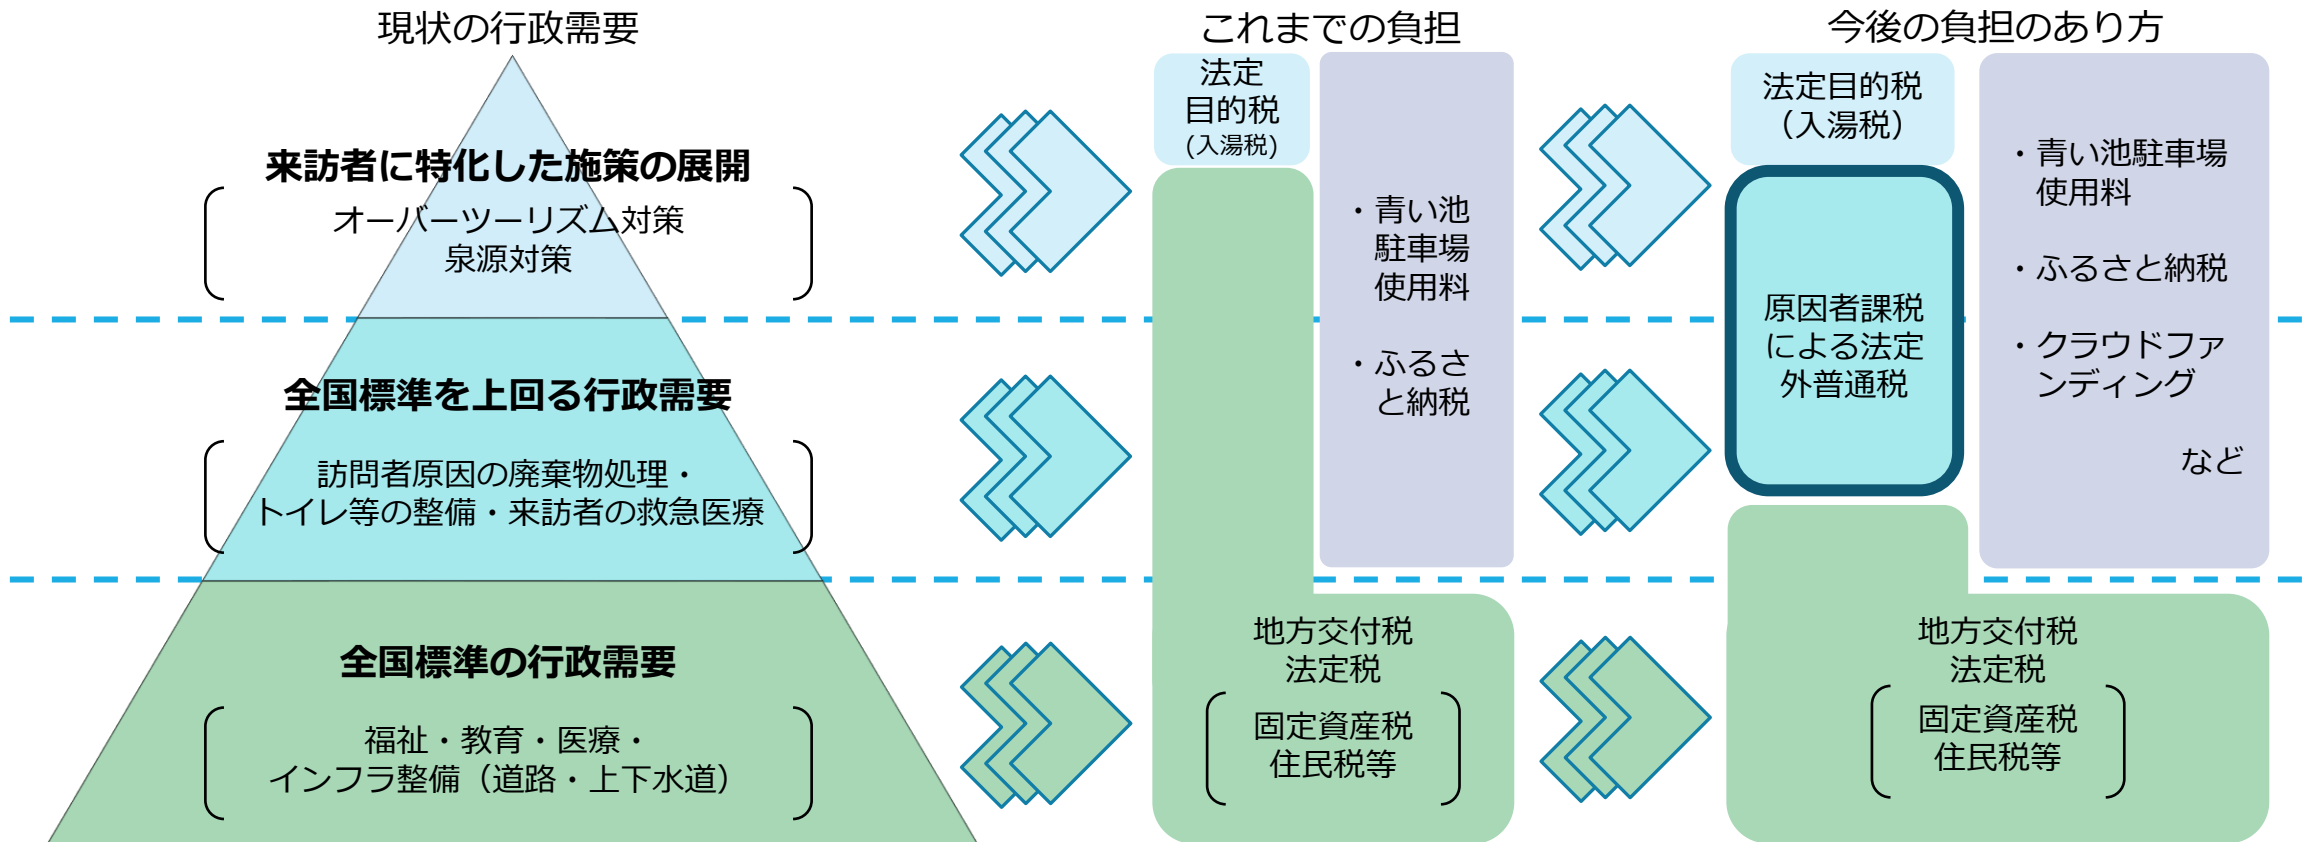 現状の行政需要
来訪者に特化した施策の展開
オーバーツーリズム対策
泉源対策
全国標準を上回る行政需要
訪問者原因の廃棄物処理・
トイレ等の整備・来訪者の救急医療
全国標準の行政需要
福祉・教育・医療・
インフラ整備（道路・上下水道）
これまでの負担
法定
目的税
(入湯税)
・青い池
駐車場
使用料
・ふるさ
と納税
地方交付税
法定税
固定資産税
住民税等
今後の負担のあり方
法定目的税
（入湯税）
原因者課税
による法定
外普通税
・青い池駐車場
使用料
・ふるさと納税
・クラウドファ
ンディング
など
地方交付税
法定税
固定資産税
住民税等